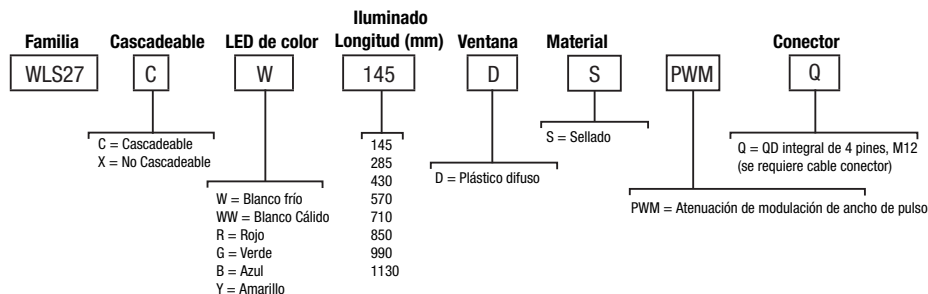 Familia Cascadeable LED de color Iluminado Longitud (mm) Ventana Material Conector
WLS27 C W 145 D S PWM Q
C = Cascadeable
X = No Cascadeable
W = Blanco frío
WW = Blanco Cálido
R = Rojo
G = Verde
B = Azul
Y = Amarillo
145
285
430
570
710
850
990
1130
D = Plástico difuso
S = Sellado
PWM = Atenuación de modulación de ancho de pulso
Q = QD integral de 4 pines, M12
(se requiere cable conector)